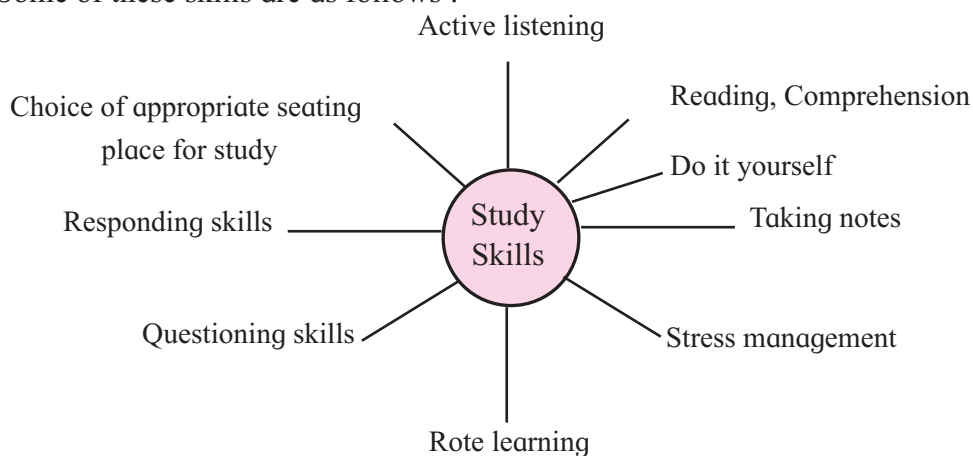 Some of these skills are as follows :
Active listening
Reading, Comprehension
Choice of appropriate seating
place for study
Do it yourself
Study
Skills
Taking notes
Responding skills
Questioning skills
Stress management
Rote learning